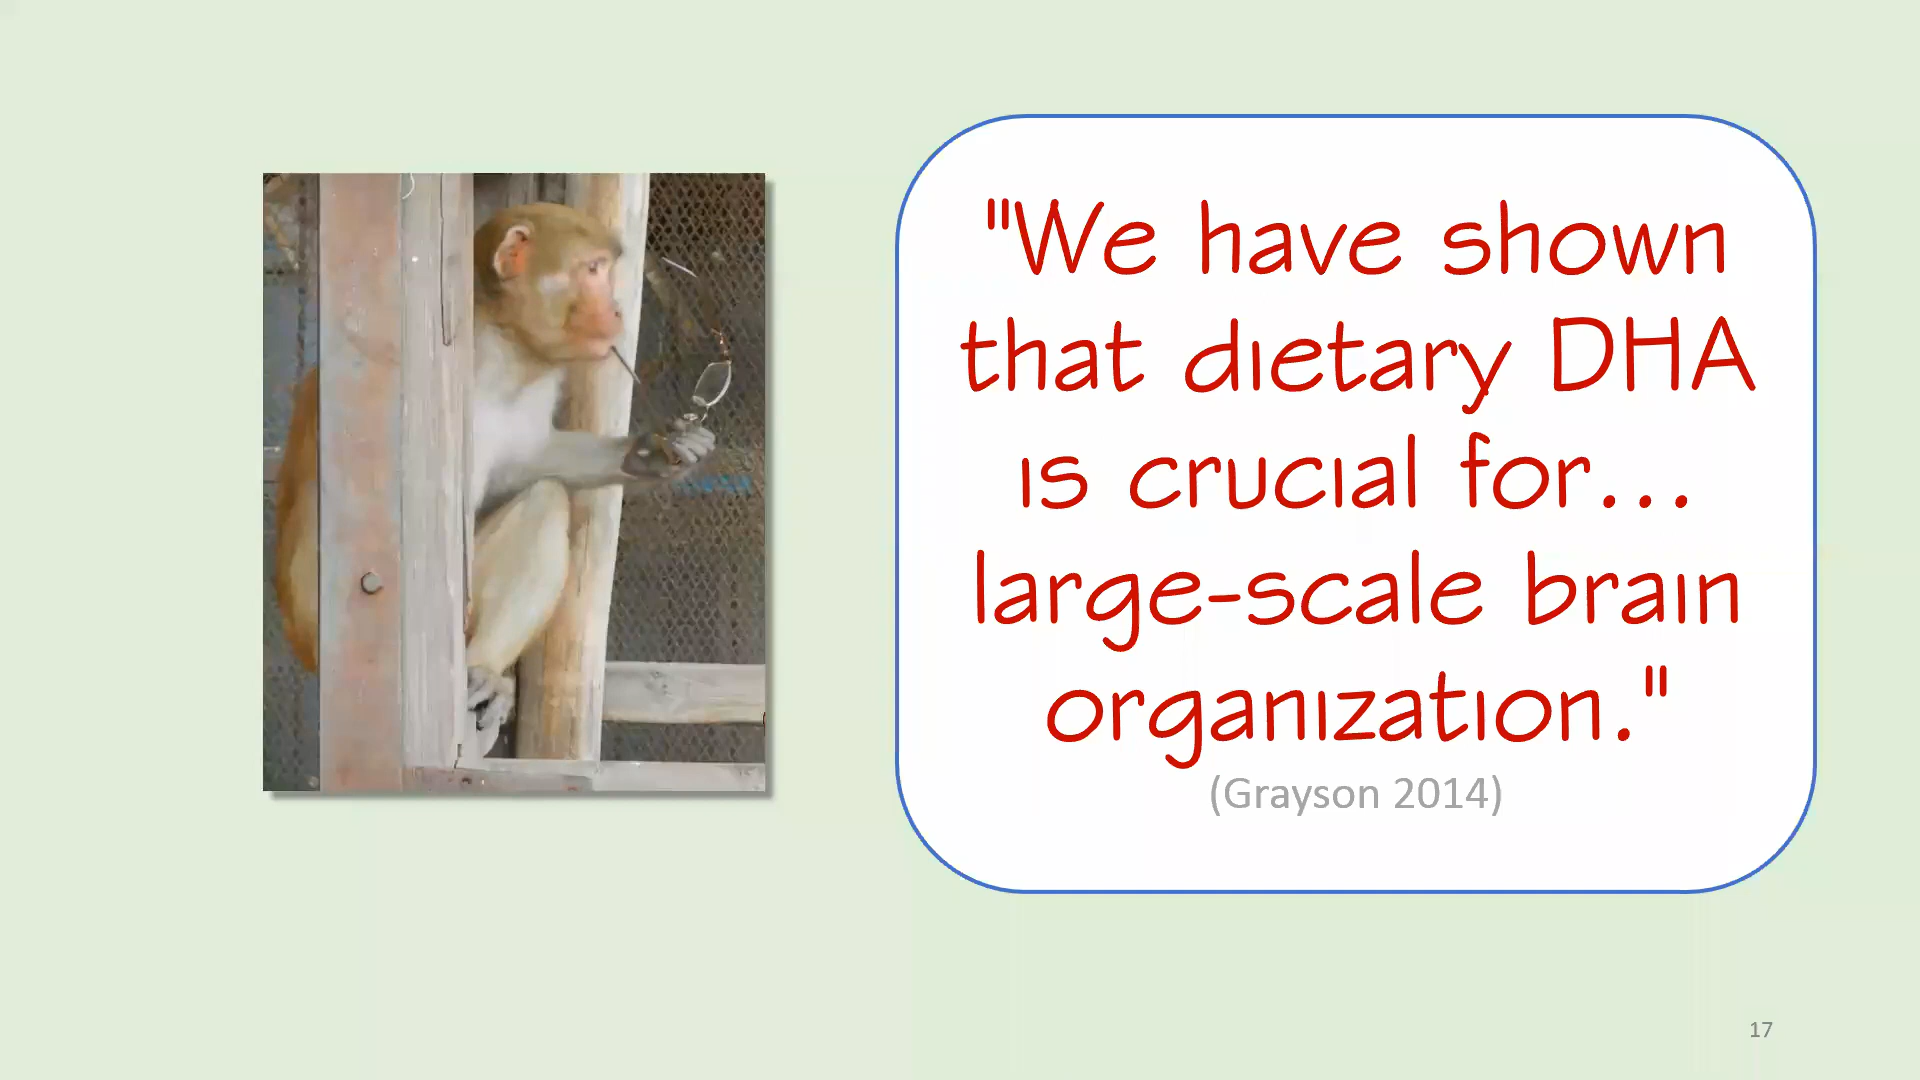 "We have shown
that dietary DHA
is crucial for...
large-scale brain
organization."
(Grayson 2014)
17